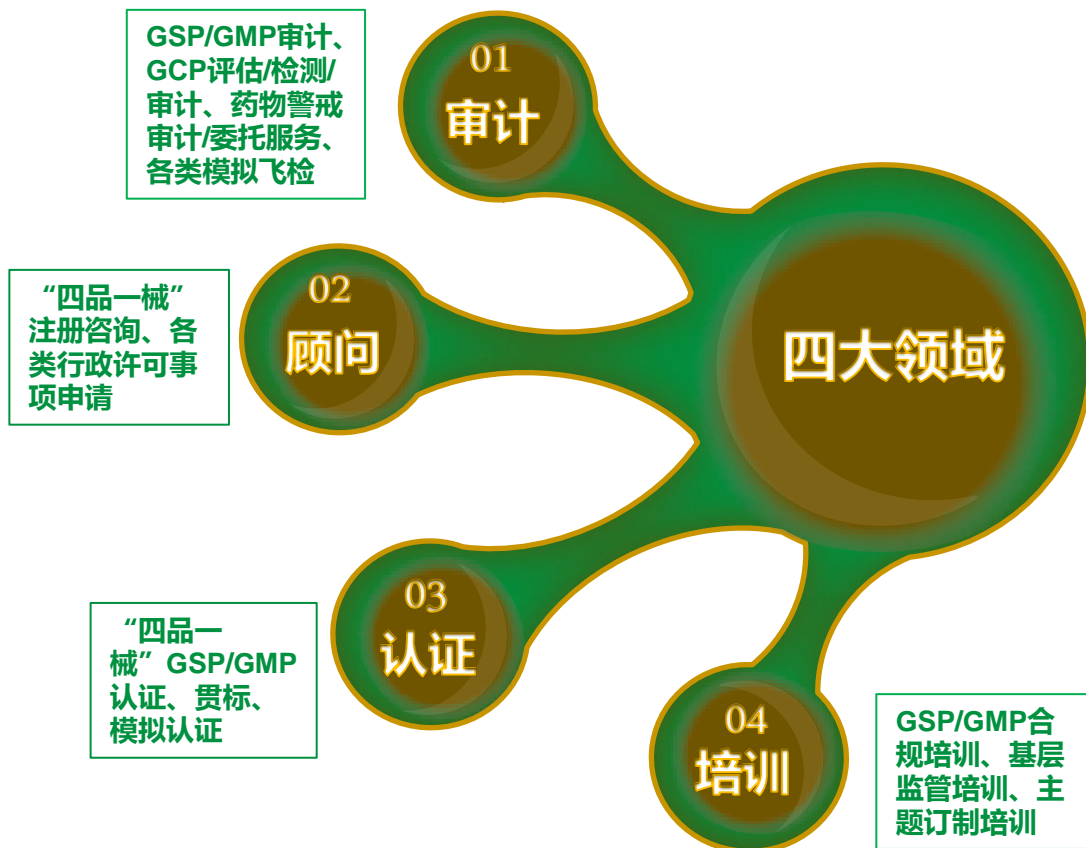 GSP/GMP审计、
GCP评估/检测/
审计、药物警戒
审计/委托服务、
各类模拟飞检
01
审计
“四品一械”
注册咨询、各
类行政许可事
项申请
02
顾问
四大领域
“四品一
械”GSP/GMP
认证、贯标、
模拟认证
03
认证
04
培训
GSP/GMP合
规培训、基层
监管培训、主
题订制培训